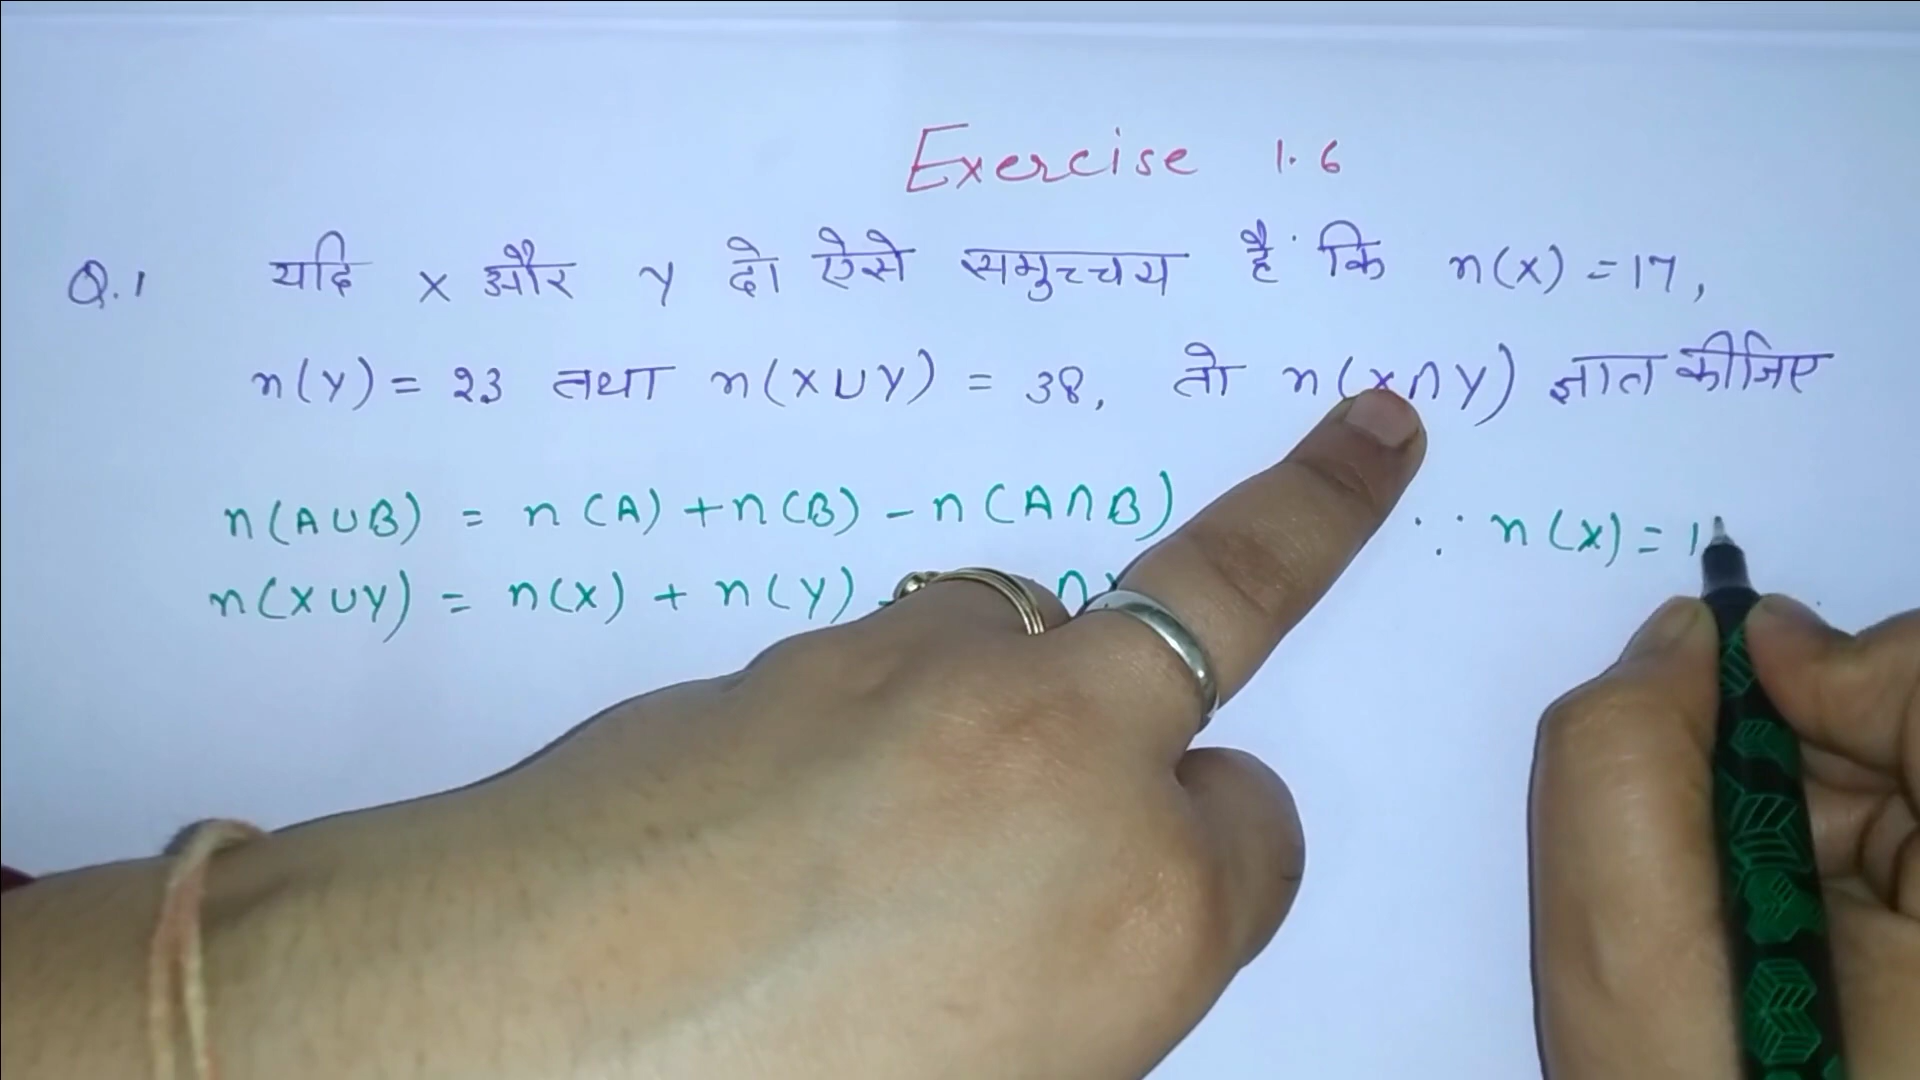 Exercise 1.6
Q.1 यदि X और Y दो ऐसे समुच्चय हैं कि n(X) = 17,
n(Y) = 23 तथा n(X∪Y) = 38, तो n(X∩Y) ज्ञात कीजिए
n(A∪B) = n(A) + n(B) - n(A∩B)
∵ n(X) = 1
n(X∪Y) = n(X) + n(Y) -